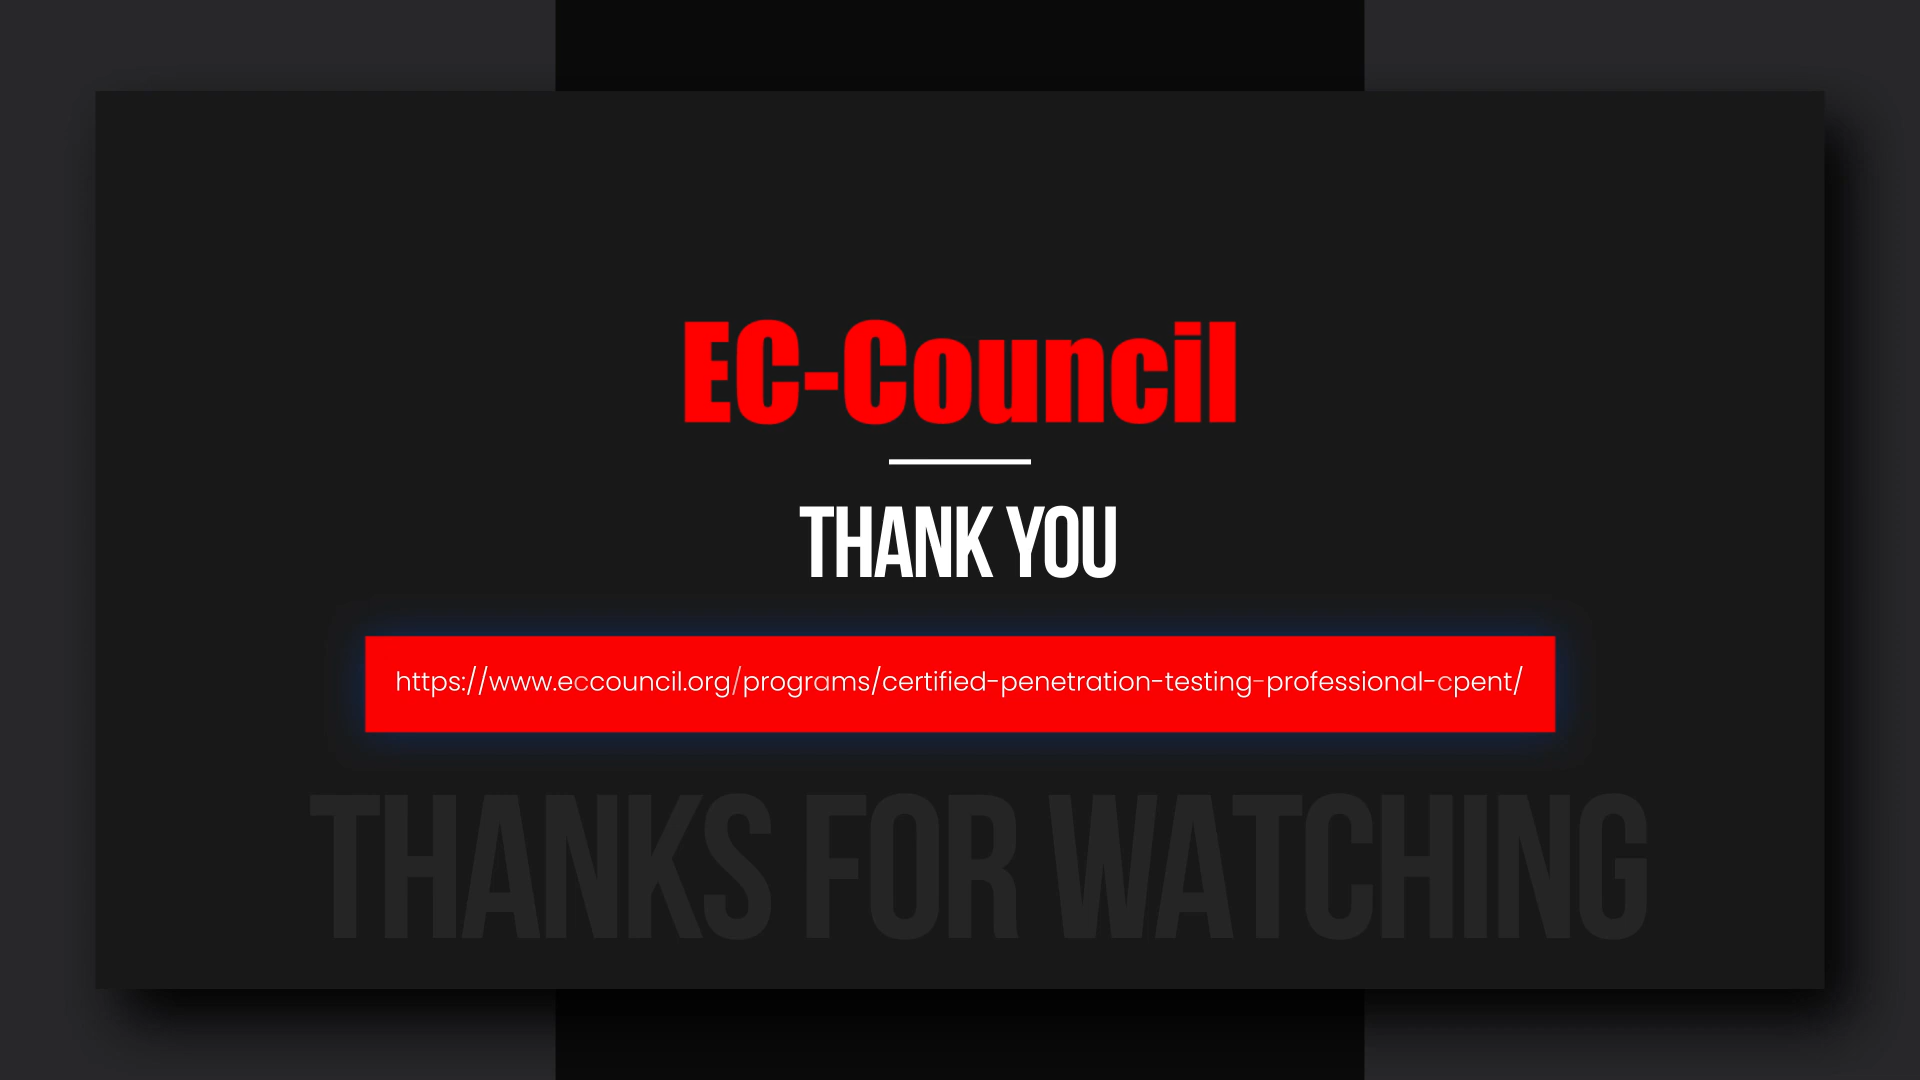 EC-Council
THANK YOU
https://www.eccouncil.org/programs/certified-penetration-testing-professional-cpent/
THANKS FOR WATCHING